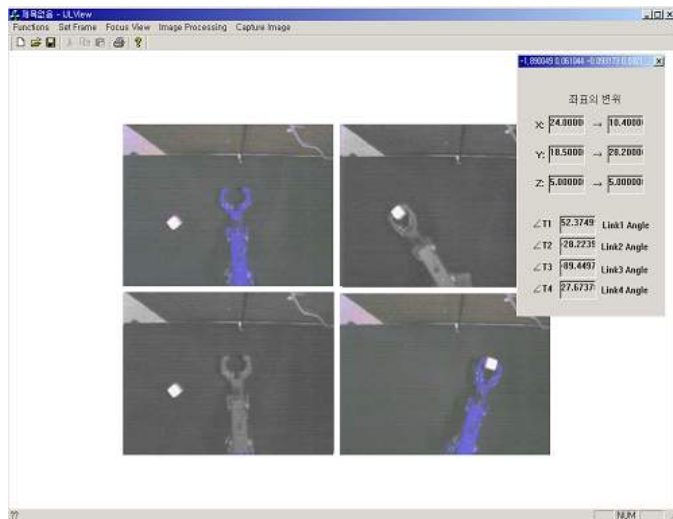 제목없음 - ULView
Functions Set Frame Focus View Image Processing Capture Image
좌표의 변위
X: 24.0000 → 10.4000
Y: 18.5000 → 28.2000
Z: 5.00000 → 5.00000
∠T1 52.3749 Link1 Angle
∠T2 -28.2239 Link2 Angle
∠T3 -89.4497 Link3 Angle
∠T4 27.6737 Link4 Angle
??
NUM